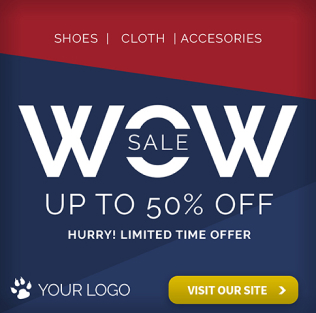 SHOES | CLOTH | ACCESORIES
WOW
SALE
UP TO 50% OFF
HURRY! LIMITED TIME OFFER
YOUR LOGO
VISIT OUR SITE